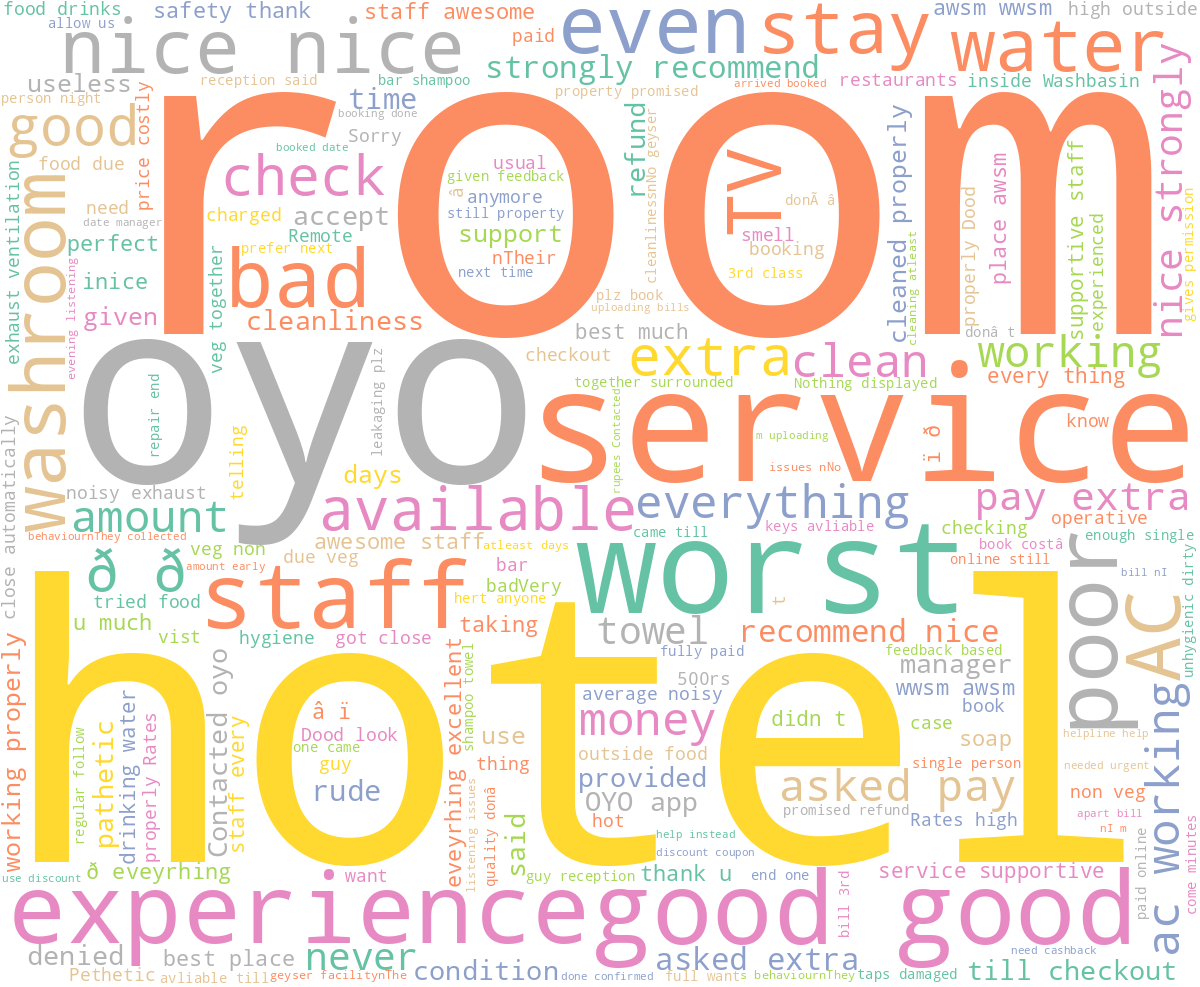 food drinks
allow us
safety thank
staff awesome
paid
even
stay
awsm wwsm
high outside
nice nice
water
strongly recommend
useless
reception said
bar shampoo
property promised
arrived booked
restaurants
inside Washbasin
person night
time
booking done
good
price costly
room
Sorry
refund
cleanlinessnNo geyser
cleaned properly
supportive staff
nice strongly
booked date
usual
given feedback
check
food due
anymore
â
Tv
donÃ â
place awsm
properly Dood
experienced
gives permission
exhaust ventilation
washroom
need
date manager
charged
accept
still property
support
smell
booking
perfect
Remote
prefer next
nTheir
next time
3rd class
cleaning atleast
evening listening
inice
veg together
bad
plz book
uploading bills
given
cleanliness
best much
donâ t
oyo
checkout
extra
clean
working
repair end
leakaging plz
together surrounded
Nothing displayed
every thing
service
know
close automatically
telling
rupees Contacted
m uploading
ï ð
issues nNo
days
noisy exhaust
available
everything
pay extra
amount
behaviournThey collected
came till
keys avliable
checking
operative
enough single
awesome staff
atleast days
book costâ
veg non
due veg
amount early
ð ð
staff
bar
badVery
worst
online still
poor
AC
bill nI
unhygienic dirty
tried food
hert anyone
t
hotel
u much
vist
hygiene
got close
taking
towel
recommend nice
working properly
Contacted oyo
eveyrhing excellent
shampoo towel
fully paid
feedback based
manager
500rs
wwsm awsm
average noisy
book
ac working
regular follow
pathetic
drinking water
properly Rates
staff every
â ï
Dood look
one came
guy
use
money
didn t
case
soap
helpline help
outside food
thing
single person
needed urgent
rude
listening issues
quality donâ
provided
asked pay
non veg
OYO app
promised refund
apart bill
hot
Rates high
nI m
said
help instead
discount coupon
paid online
come minutes
use discount
ð eveyrhing
want
guy reception
thank u
end one
service supportive
experiencegood good
bill 3rd
denied
best place
never
asked extra
need cashback
Pethetic
avliable till
geyser facilitynThe
condition
done confirmed
full want
s behaviournThey
taps damaged
till checkout